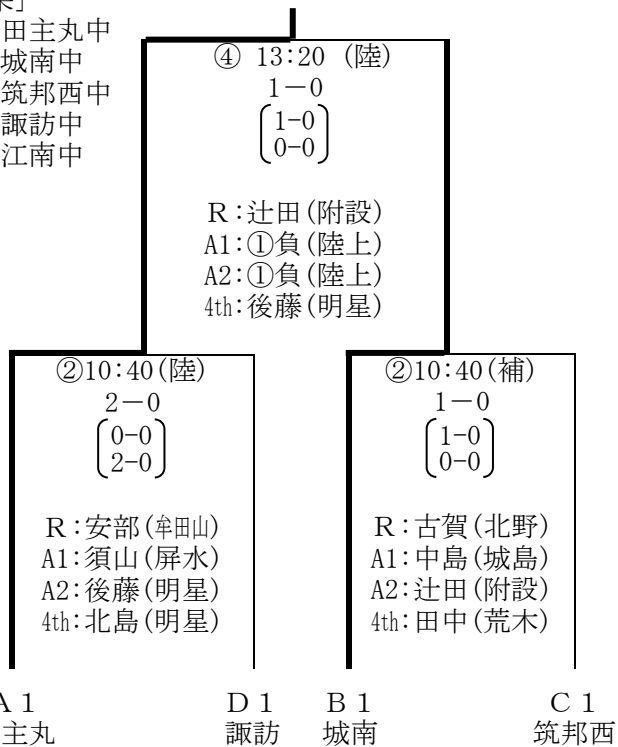 田主丸中
城南中
筑邦西中
諏訪中
江南中
④ 13:20 (陸)
1－0
1-0
0-0
R:辻田(附設)
A1:①負(陸上)
A2:①負(陸上)
4th:後藤(明星)
②10:40(陸)
2－0
0-0
2-0
R:安部(牟田山)
A1:須山(屏水)
A2:後藤(明星)
4th:北島(明星)
②10:40(補)
1－0
1-0
0-0
R:古賀(北野)
A1:中島(城島)
A2:辻田(附設)
4th:田中(荒木)
A1 D1 B1 C1
主丸 諏訪 城南 筑邦西